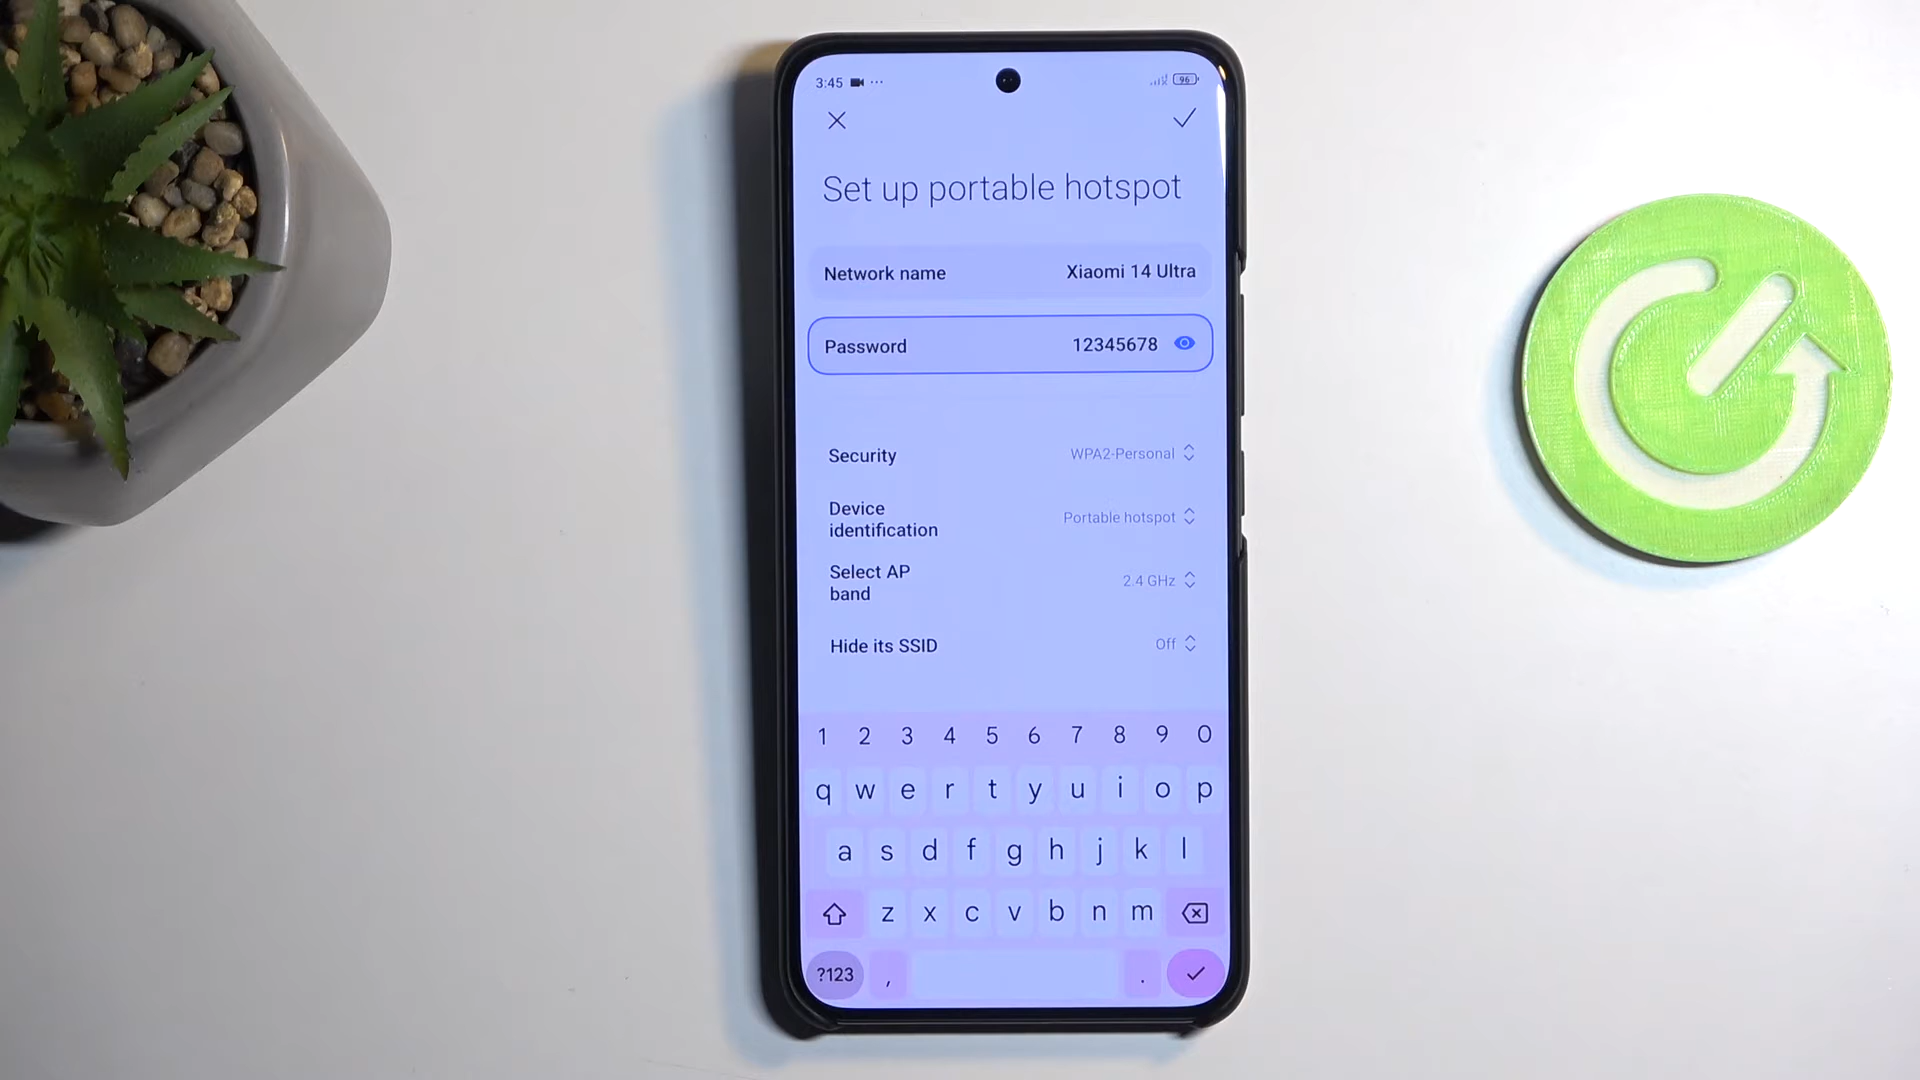 3:45 ... 96
Set up portable hotspot
Network name Xiaomi 14 Ultra
Password 12345678
Security WPA2-Personal
Device
identification Portable hotspot
Select AP
band 2.4 GHz
Hide its SSID Off
1 2 3 4 5 6 7 8 9 0
q w e r t y u i o p
a s d f g h j k l
z x c v b n m
?123 , .